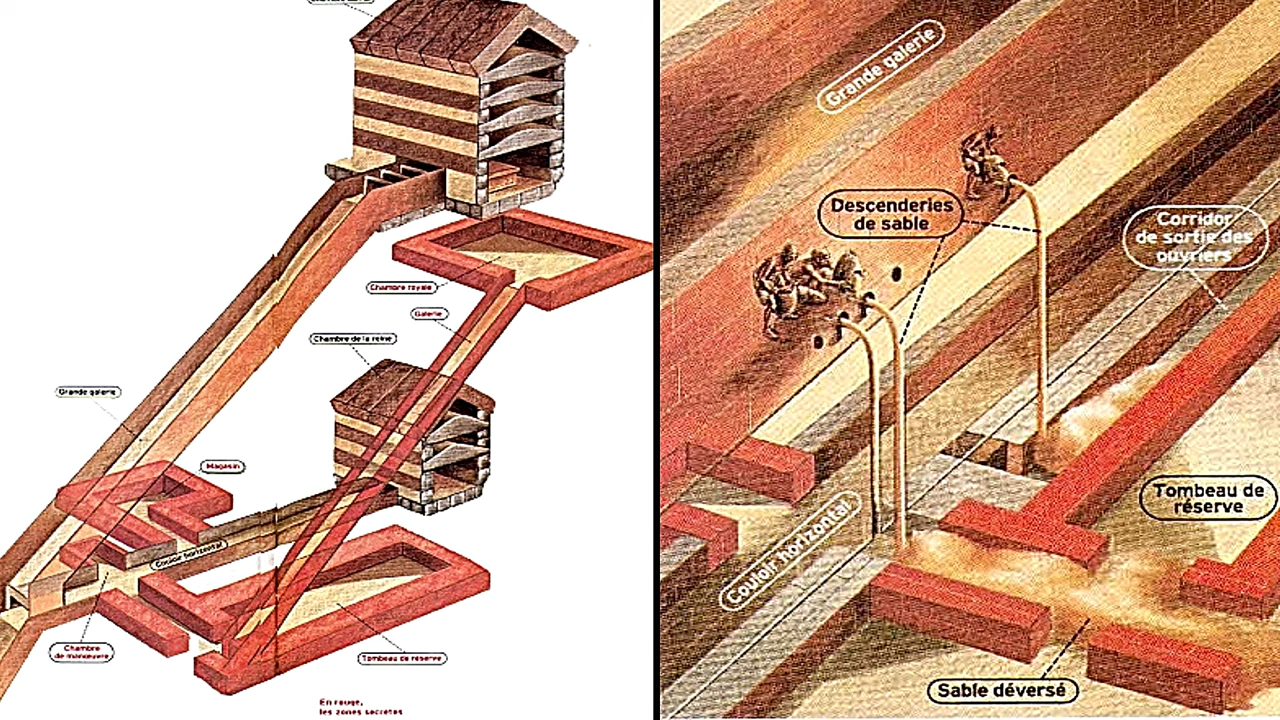 Chambre royale
Galerie
Chambre de la reine
Grande galerie
Magasin
Couloir horizontal
Chambre
de manœuvre
Tombeau de réserve
En rouge,
les zones secrètes
Grande galerie
Descenderies
de sable
Corridor
de sortie des
ouvriers
Tombeau de
réserve
Couloir horizontal
Sable déversé